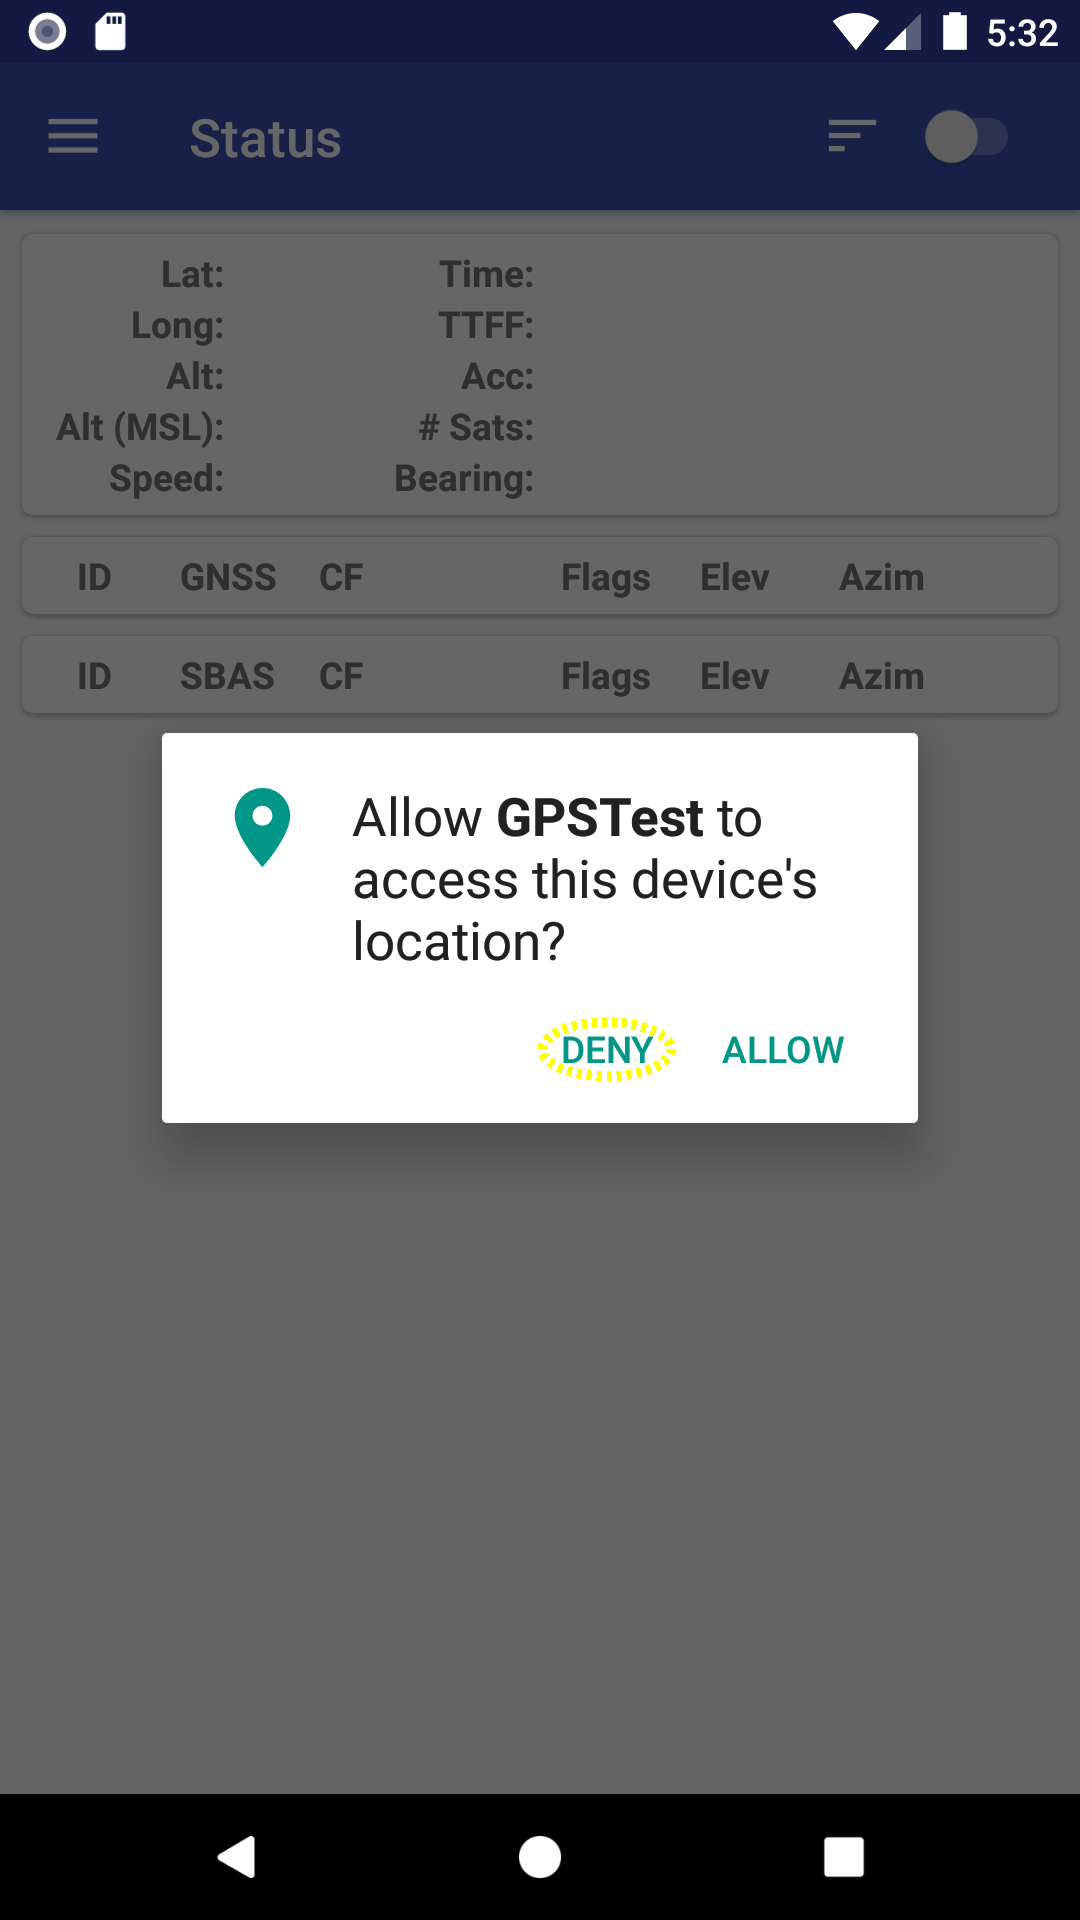 5:32
Status
Lat: Time:
Long: TTFF:
Alt: Acc:
Alt (MSL): # Sats:
Speed: Bearing:
ID GNSS CF Flags Elev Azim
ID SBAS CF Flags Elev Azim
Allow GPSTest to
access this device's
location?
DENY ALLOW